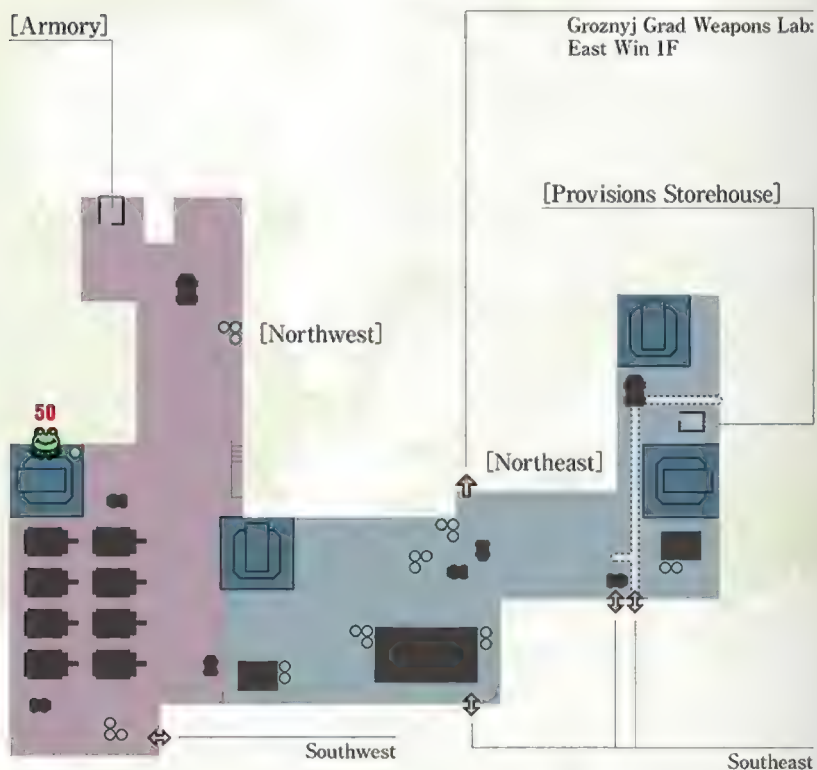 [Armory]
Groznyj Grad Weapons Lab:
East Win 1F
[Provisions Storehouse]
[Northwest]
50
[Northeast]
Southwest
Southeast